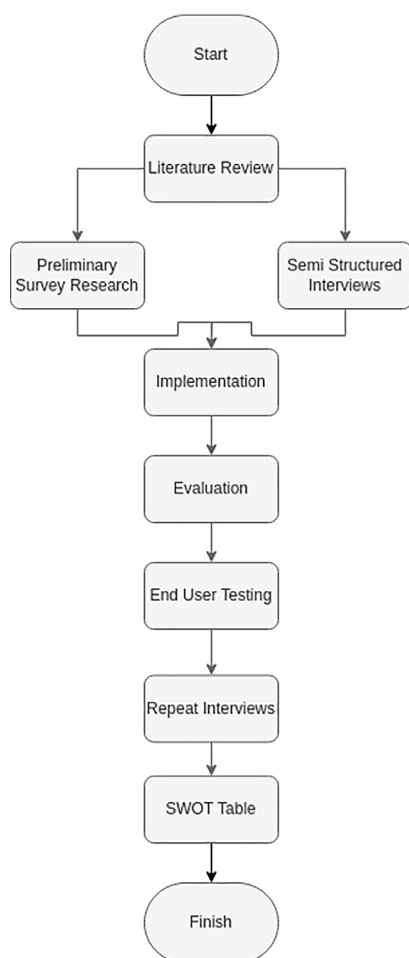 Start
Literature Review
Preliminary
Survey Research
Semi Structured
Interviews
Implementation
Evaluation
End User Testing
Repeat Interviews
SWOT Table
Finish